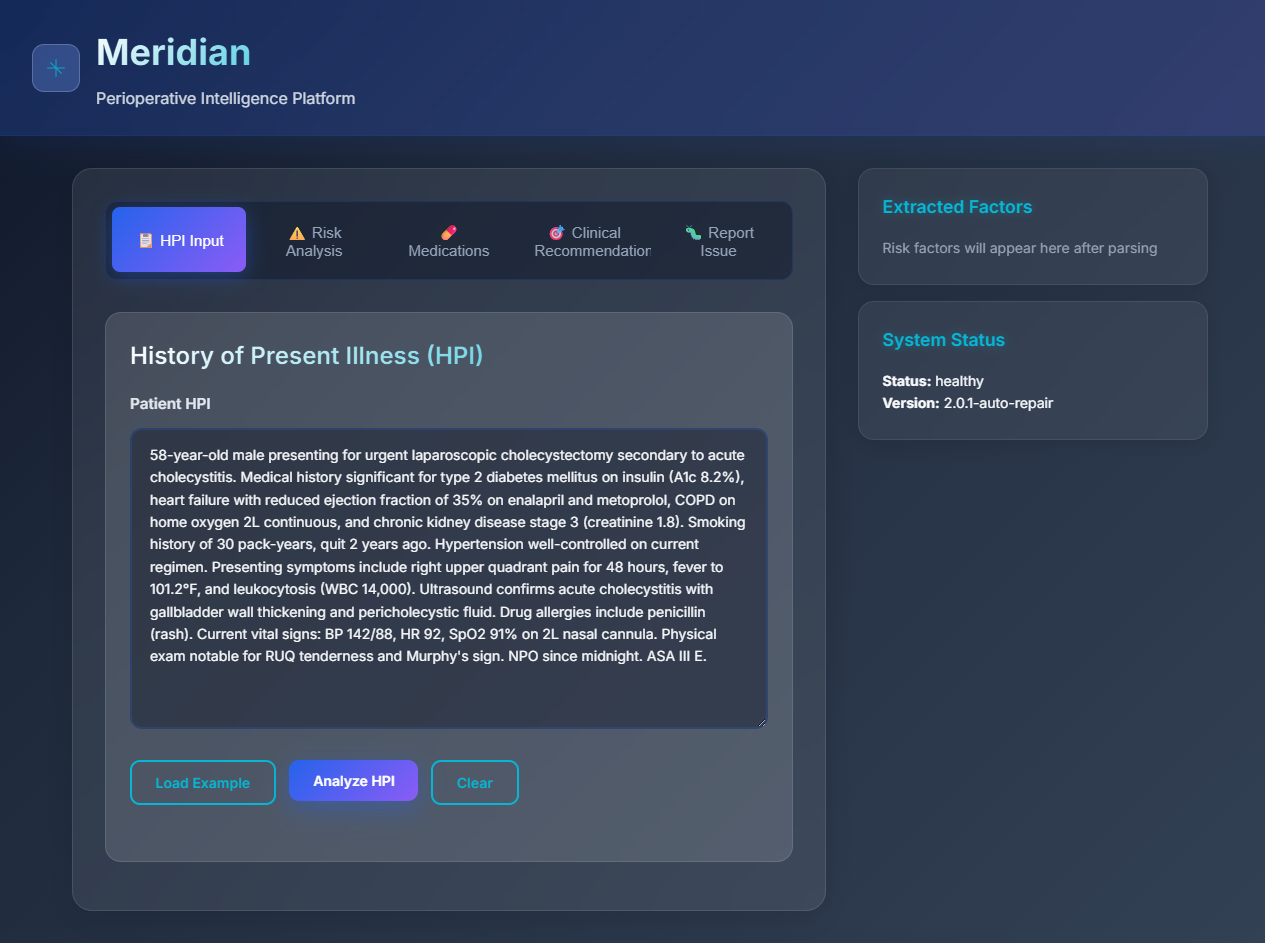 Meridian
Perioperative Intelligence Platform
HPI Input
Risk
Analysis
Medications
Clinical
Recommendation
Report
Issue
History of Present Illness (HPI)
Patient HPI
58-year-old male presenting for urgent laparoscopic cholecystectomy secondary to acute
cholecystitis. Medical history significant for type 2 diabetes mellitus on insulin (A1c 8.2%),
heart failure with reduced ejection fraction of 35% on enalapril and metoprolol, COPD on
home oxygen 2L continuous, and chronic kidney disease stage 3 (creatinine 1.8). Smoking
history of 30 pack-years, quit 2 years ago. Hypertension well-controlled on current
regimen. Presenting symptoms include right upper quadrant pain for 48 hours, fever to
101.2°F, and leukocytosis (WBC 14,000). Ultrasound confirms acute cholecystitis with
gallbladder wall thickening and pericholecystic fluid. Drug allergies include penicillin
(rash). Current vital signs: BP 142/88, HR 92, SpO2 91% on 2L nasal cannula. Physical
exam notable for RUQ tenderness and Murphy's sign. NPO since midnight. ASA III E.
Load Example
Analyze HPI
Clear
Extracted Factors
Risk factors will appear here after parsing
System Status
Status: healthy
Version: 2.0.1-auto-repair